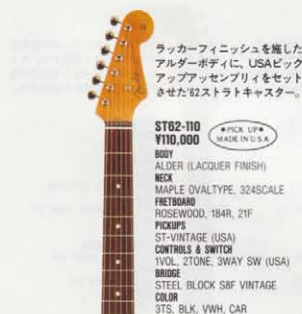 ラッカーフィニッシュを施した
アルダーボディに、USAピック
アップアッセンブリィをセット
させた'62ストラトキャスター。
ST62-110
•PICK UP•
MADE IN U.S.A
¥110,000
BODY
ALDER (LACQUER FINISH)
NECK
MAPLE OVALTYPE, 324SCALE
FRETBOARD
ROSEWOOD, 184R, 21F
PICKUPS
ST-VINTAGE (USA)
CONTROLS & SWITCH
1VOL, 2TONE, 3WAY SW (USA)
BRIDGE
STEEL BLOCK S8F VINTAGE
COLOR
3TS, BLK, VWH, CAR